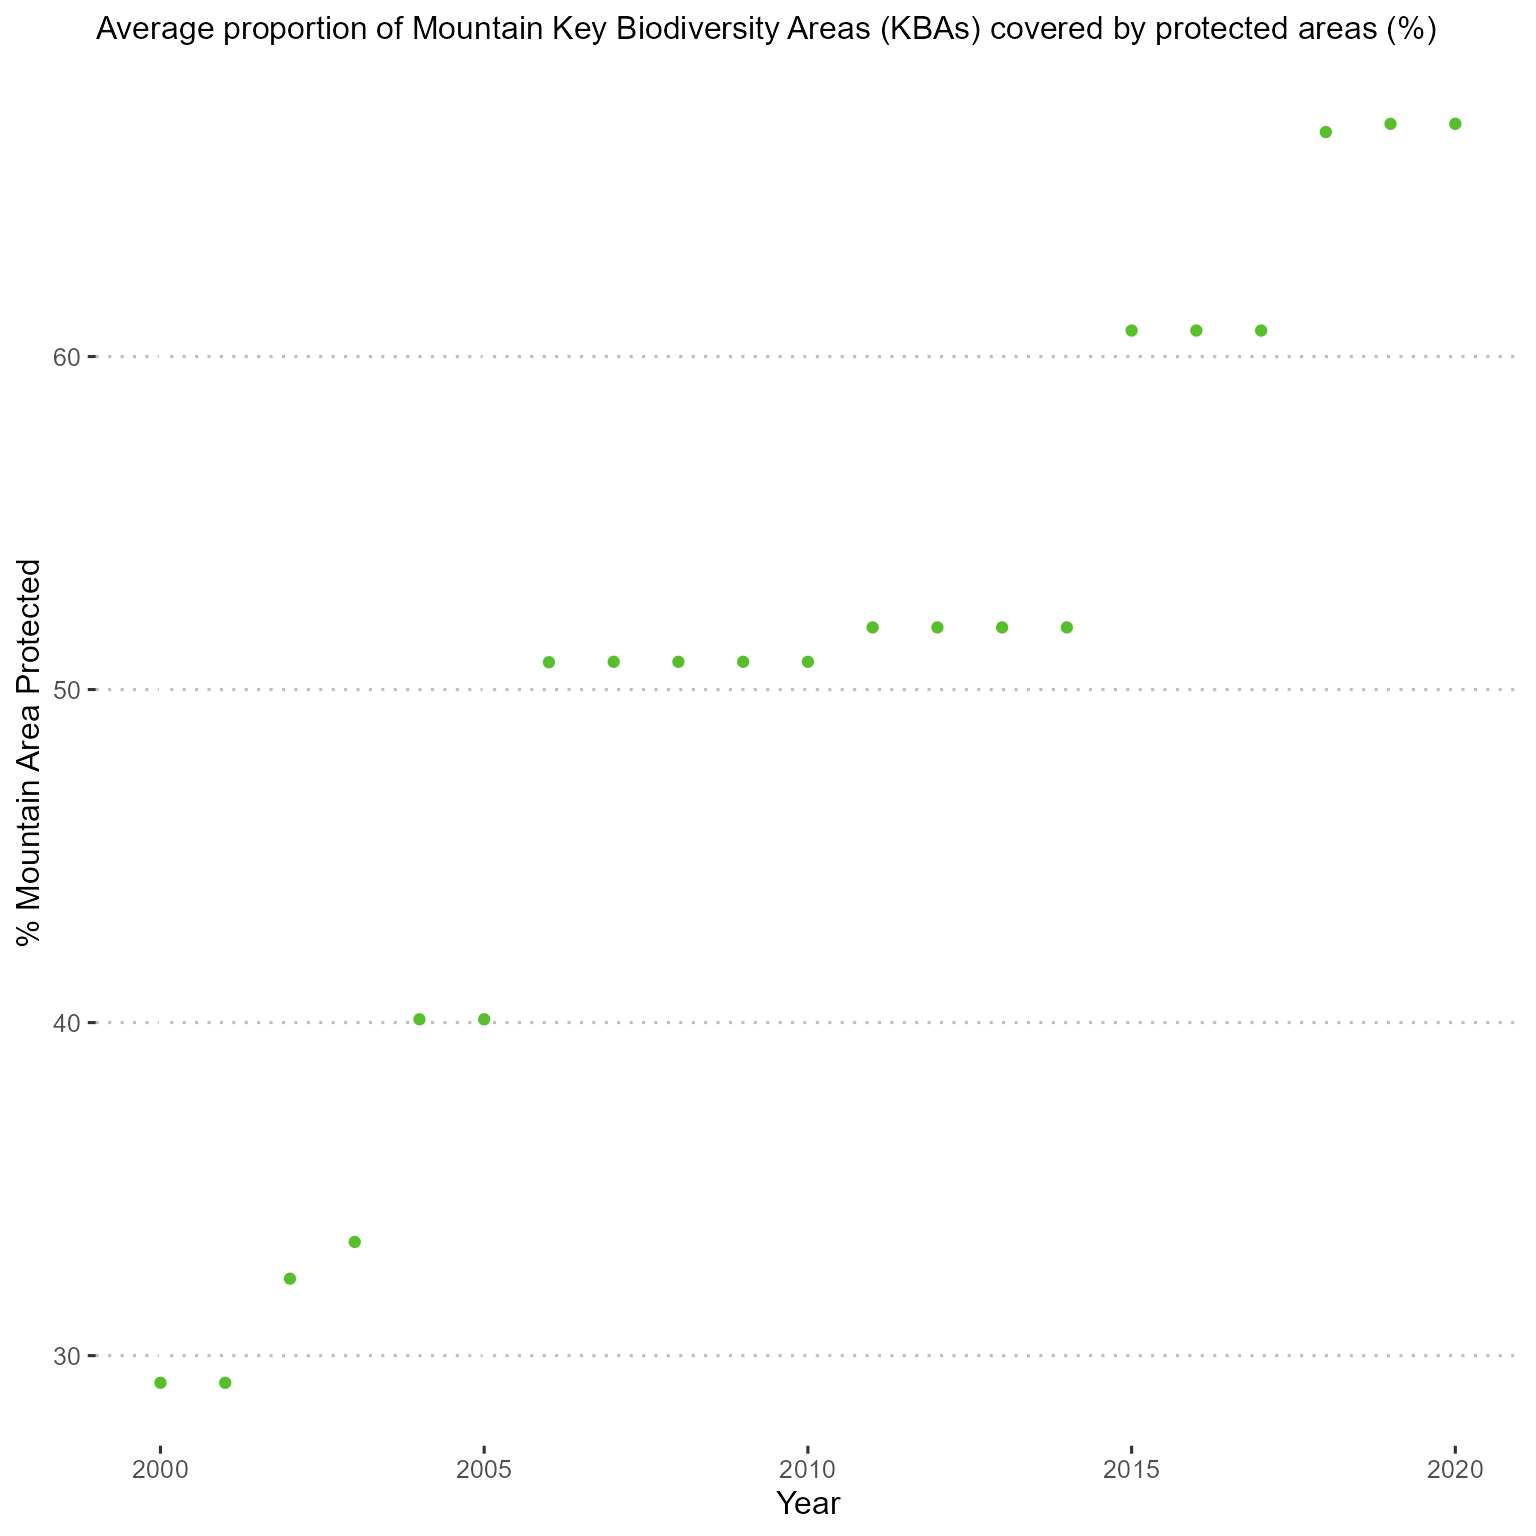 Average proportion of Mountain Key Biodiversity Areas (KBAs) covered by protected areas (%)
% Mountain Area Protected
60
50
40
30
2000 2005 2010 2015 2020
Year